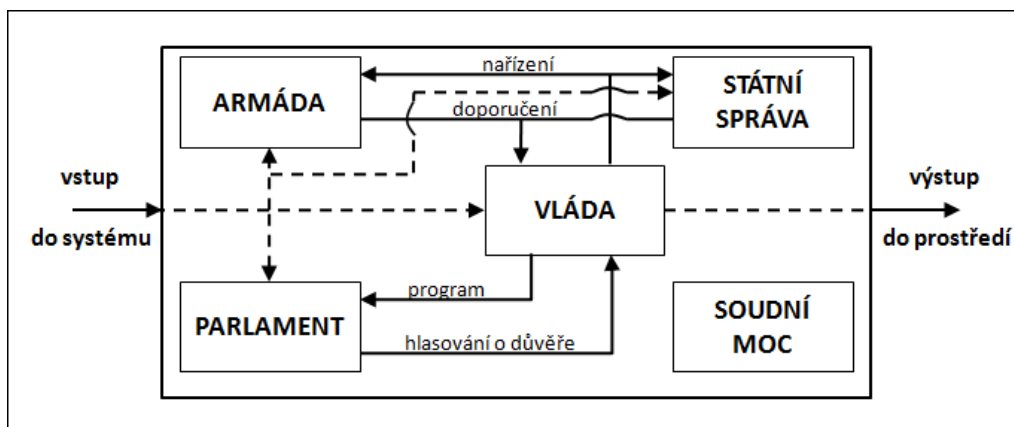 nařízení
ARMÁDA
STÁTNÍ
SPRÁVA
doporučení
vstup
do systému
VLÁDA
výstup
do prostředí
program
PARLAMENT
hlasování o důvěře
SOUDNÍ
MOC